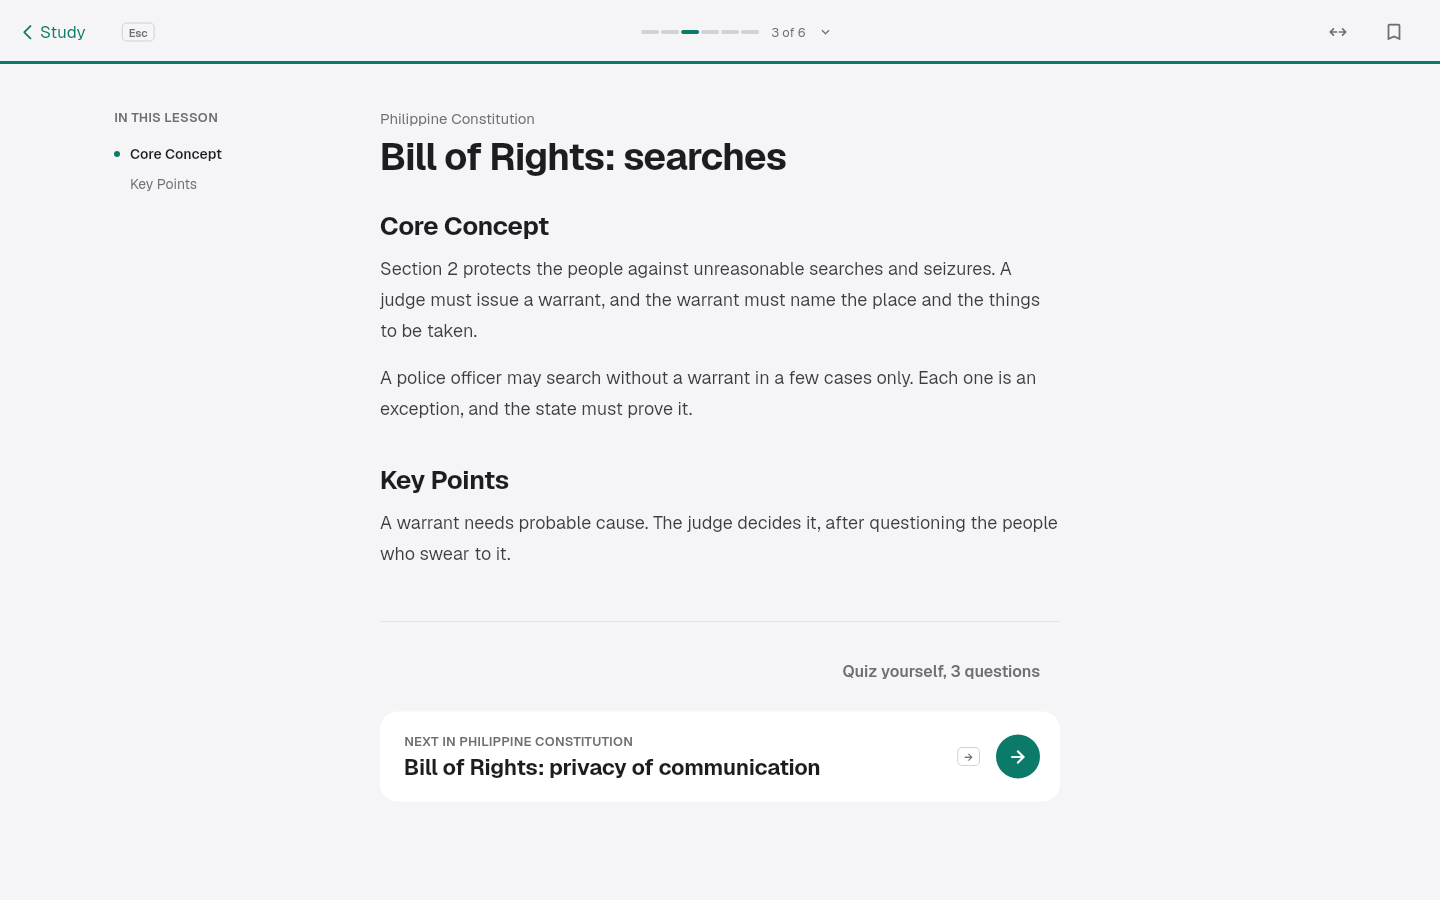 Study
Esc
3 of 6
IN THIS LESSON
Core Concept
Key Points
Philippine Constitution
Bill of Rights: searches
Core Concept
Section 2 protects the people against unreasonable searches and seizures. A
judge must issue a warrant, and the warrant must name the place and the things
to be taken.
A police officer may search without a warrant in a few cases only. Each one is an
exception, and the state must prove it.
Key Points
A warrant needs probable cause. The judge decides it, after questioning the people
who swear to it.
Quiz yourself, 3 questions
NEXT IN PHILIPPINE CONSTITUTION
Bill of Rights: privacy of communication